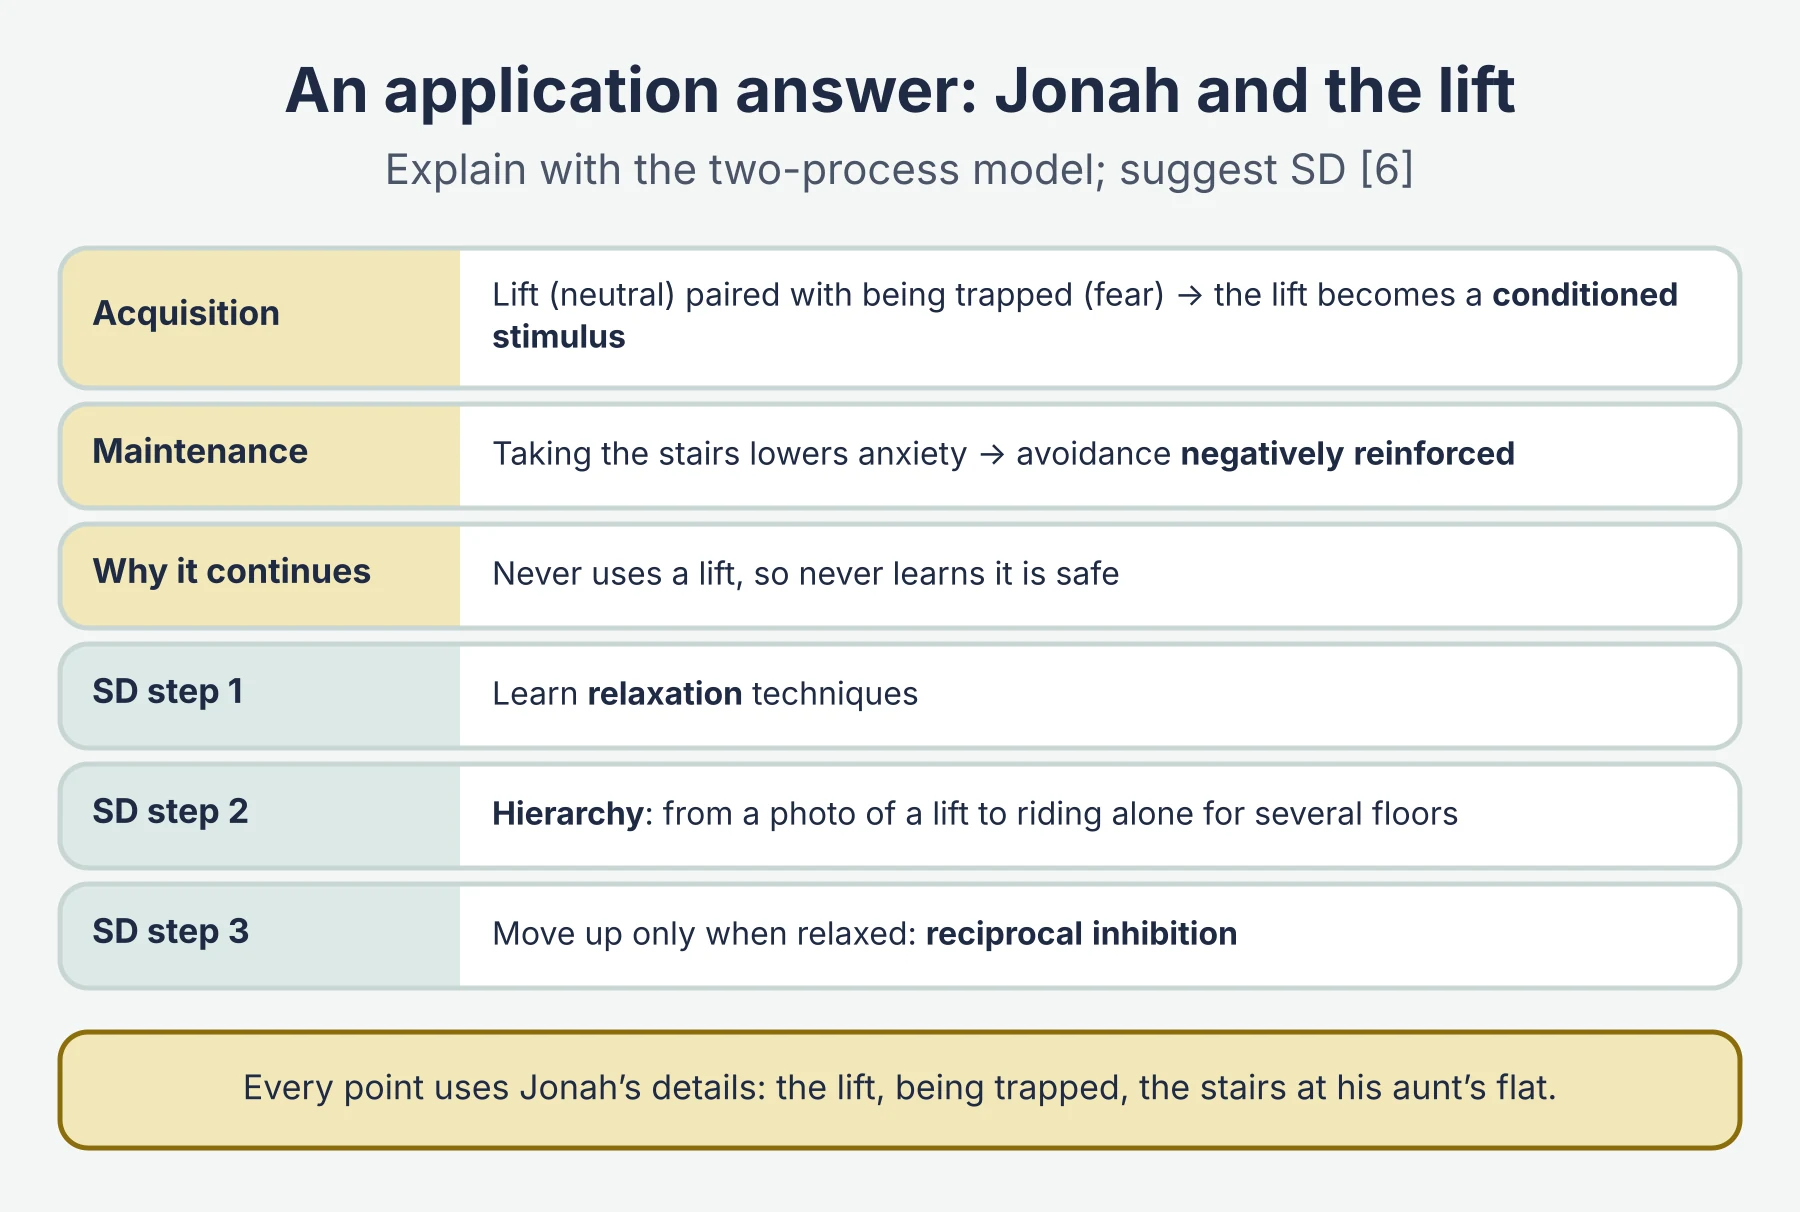 An application answer: Jonah and the lift
Explain with the two-process model; suggest SD [6]
Acquisition
Lift (neutral) paired with being trapped (fear) → the lift becomes a conditioned
stimulus
Maintenance
Taking the stairs lowers anxiety → avoidance negatively reinforced
Why it continues
Never uses a lift, so never learns it is safe
SD step 1
Learn relaxation techniques
SD step 2
Hierarchy: from a photo of a lift to riding alone for several floors
SD step 3
Move up only when relaxed: reciprocal inhibition
Every point uses Jonah’s details: the lift, being trapped, the stairs at his aunt’s flat.